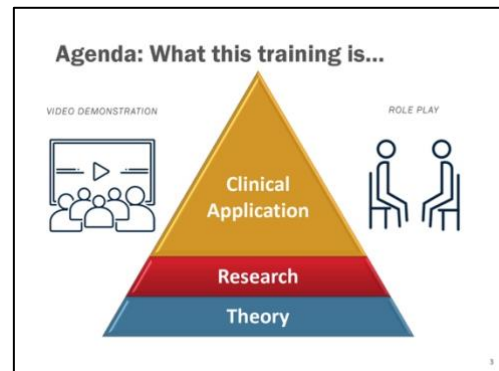 Agenda: What this training is...
VIDEO DEMONSTRATION
ROLE PLAY
Clinical
Application
Research
Theory
3